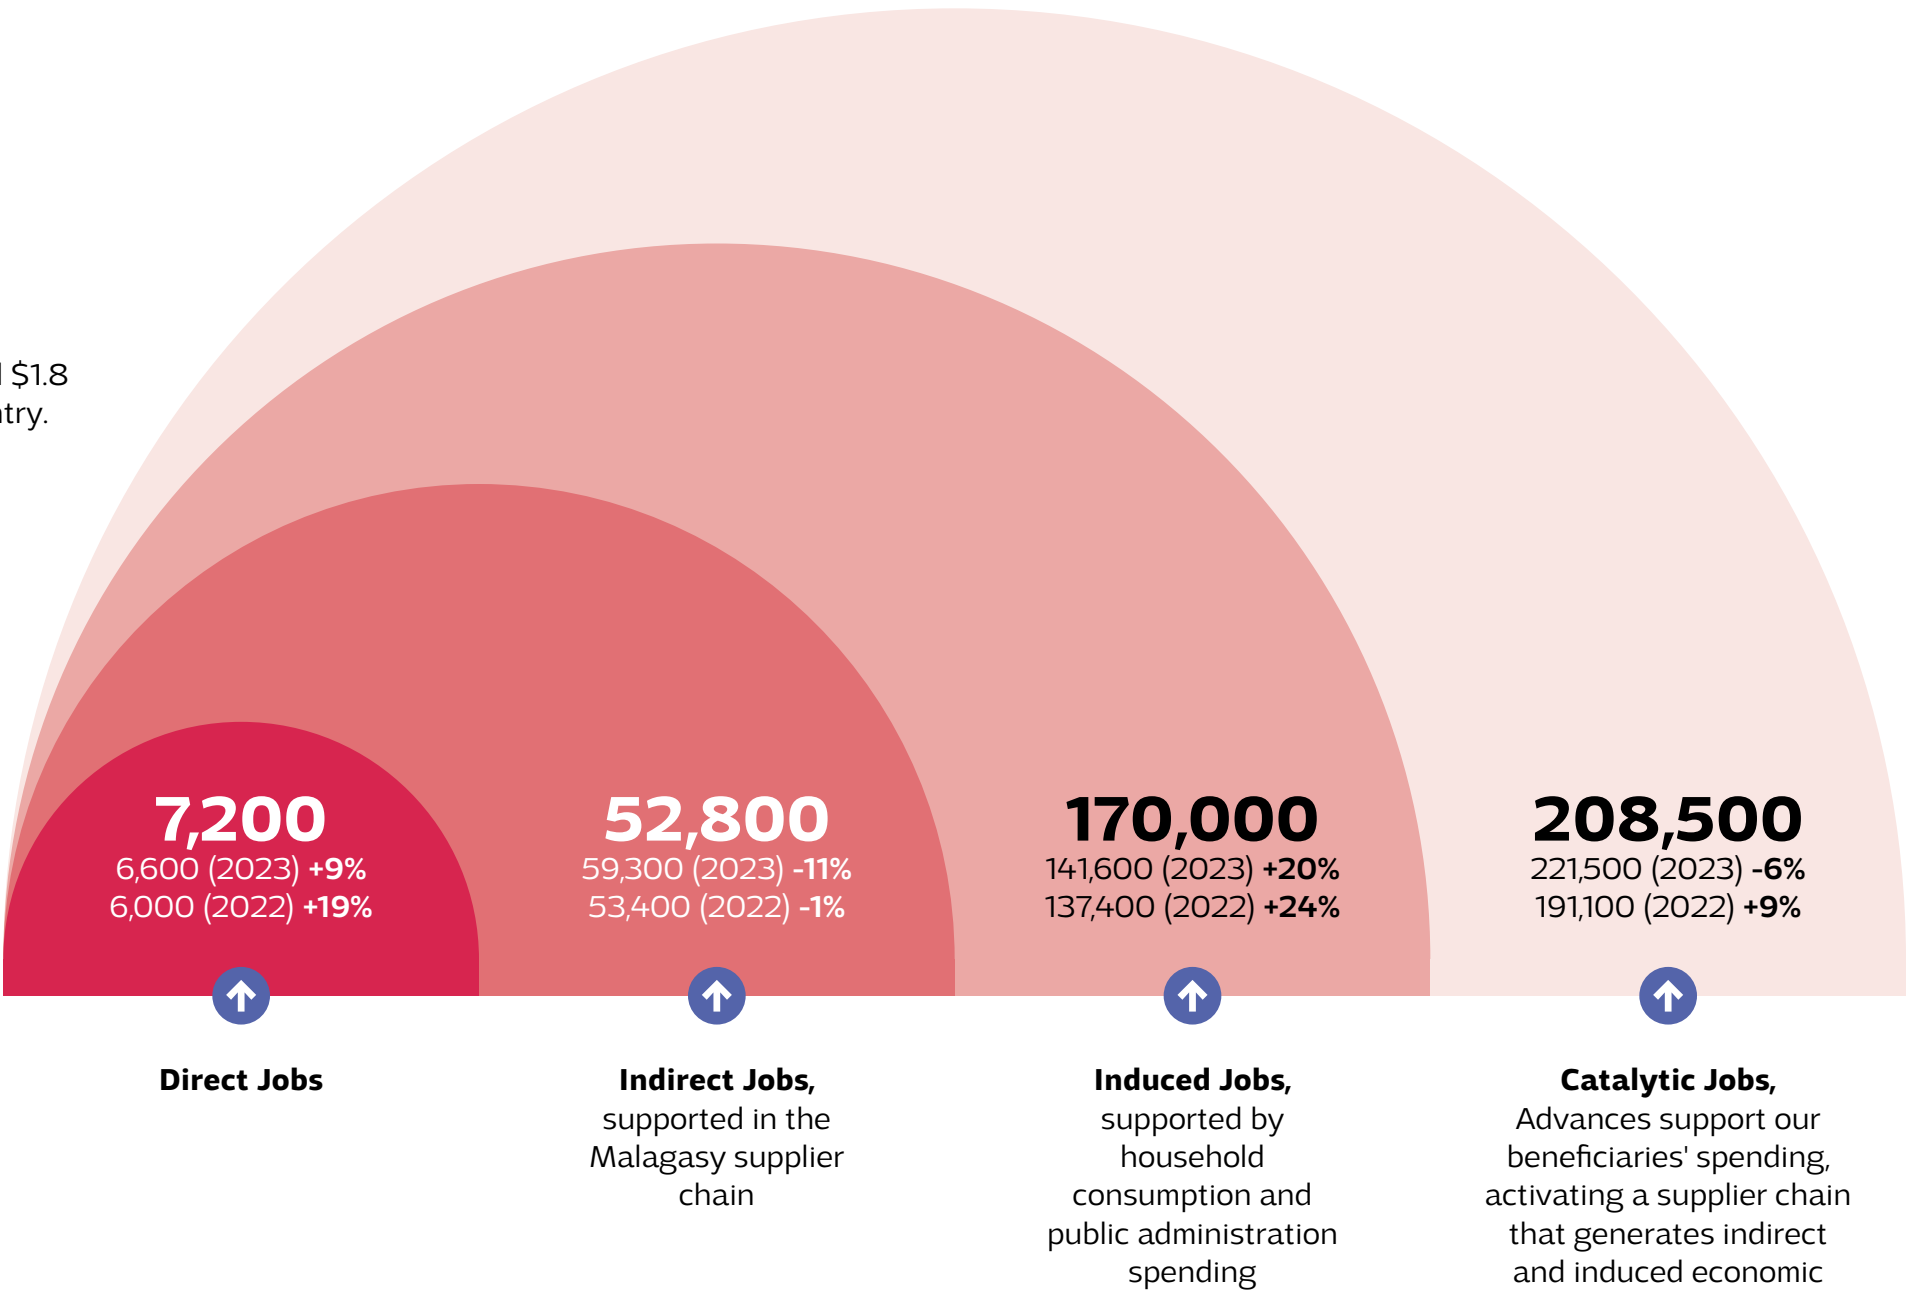 $1.8
try.
7,200
6,600 (2023) +9%
6,000 (2022) +19%
Direct Jobs
52,800
59,300 (2023) -11%
53,400 (2022) -1%
Indirect Jobs,
supported in the
Malagasy supplier
chain
170,000
141,600 (2023) +20%
137,400 (2022) +24%
Induced Jobs,
supported by
household
consumption and
public administration
spending
208,500
221,500 (2023) -6%
191,100 (2022) +9%
Catalytic Jobs,
Advances support our
beneficiaries' spending,
activating a supplier chain
that generates indirect
and induced economic